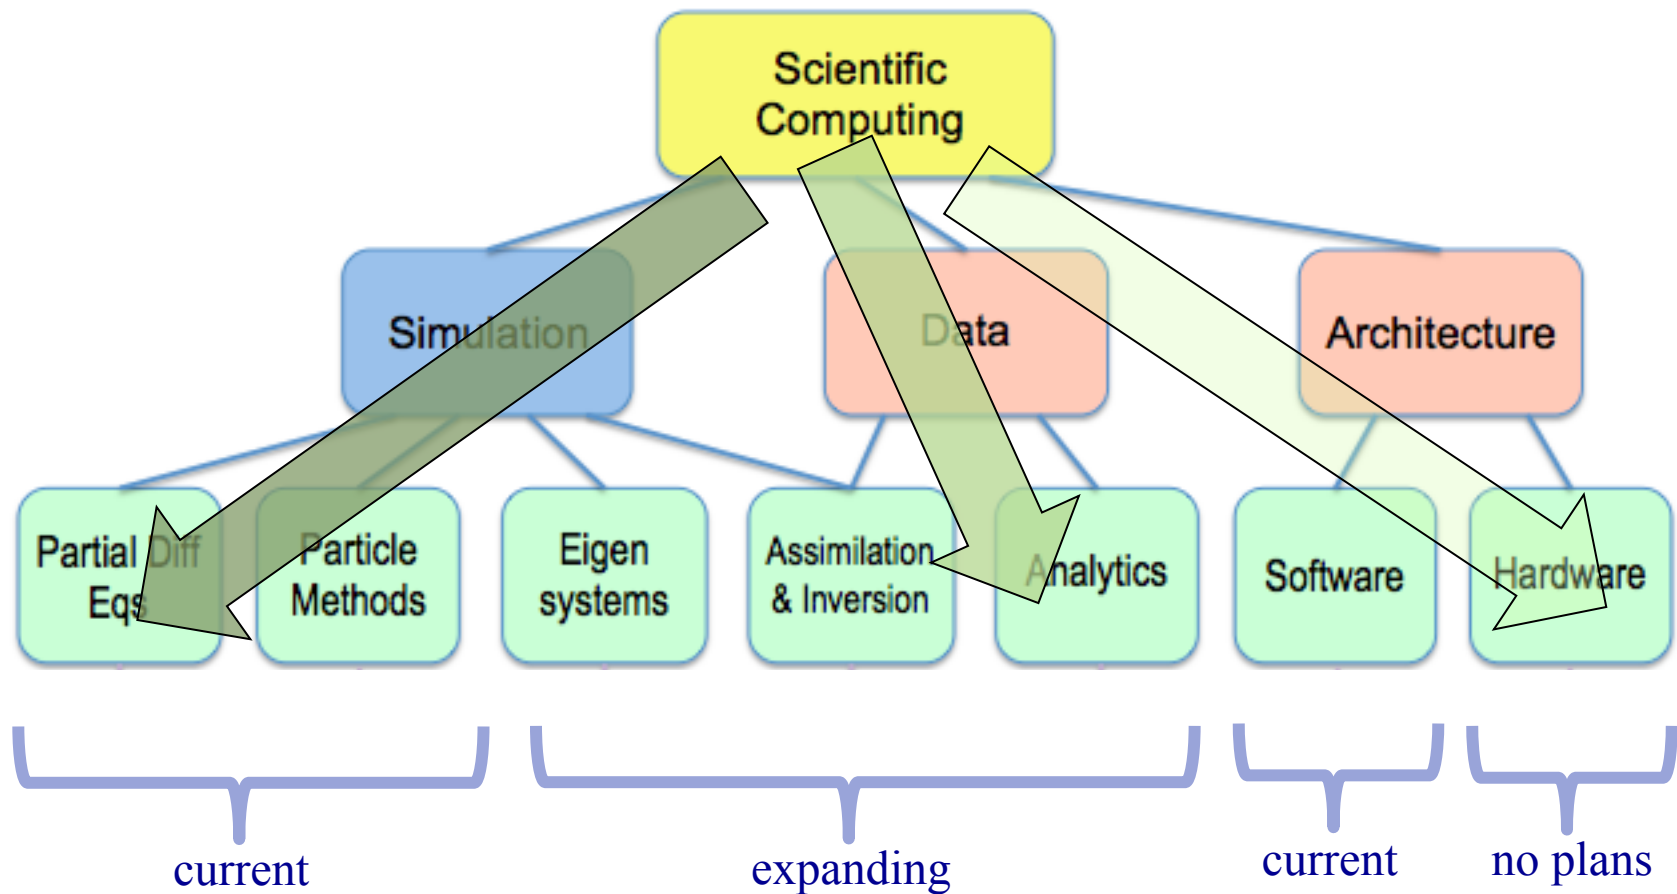 Scientific
Computing
Simulation
Data
Architecture
Partial Diff
Eqs
Particle
Methods
Eigen
systems
Assimilation
& Inversion
Analytics
Software
Hardware
current
expanding
current
no plans